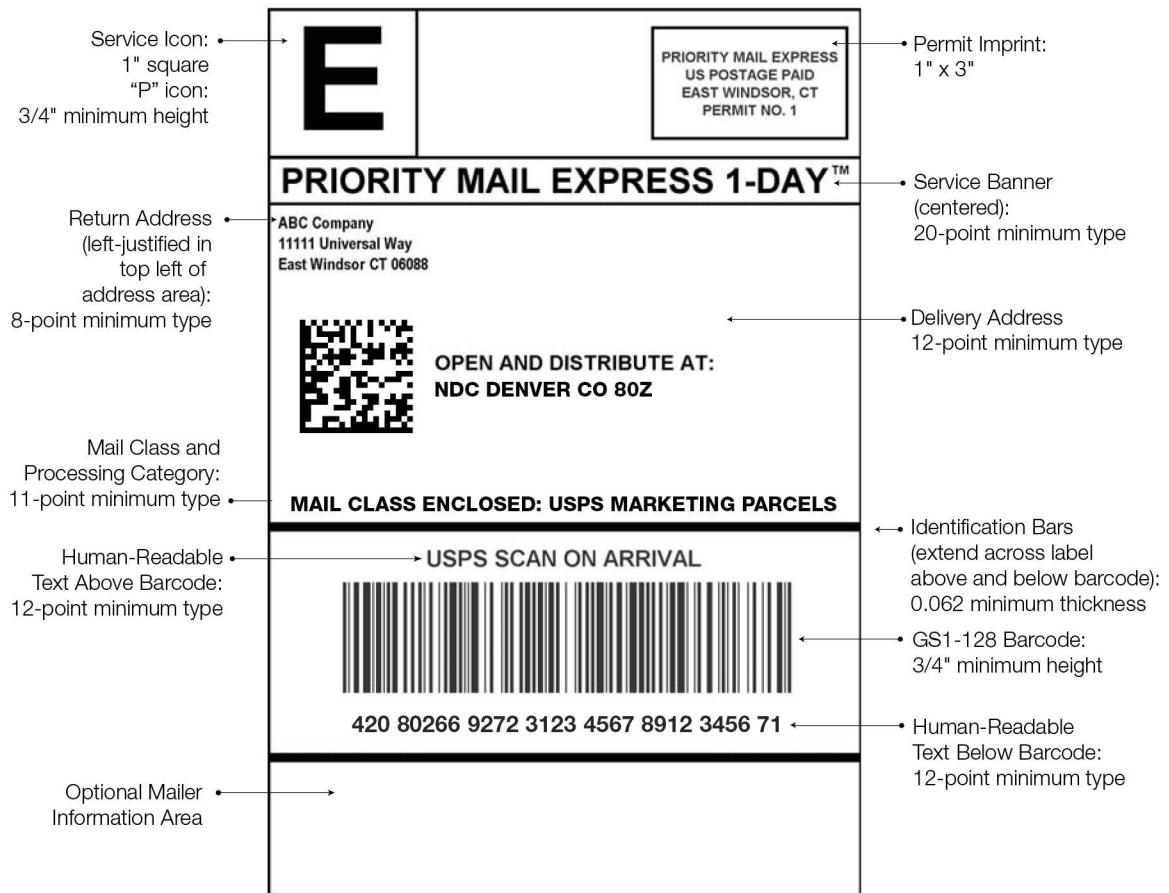 Service Icon:
1" square
“P” icon:
3/4" minimum height
E
PRIORITY MAIL EXPRESS
US POSTAGE PAID
EAST WINDSOR, CT
PERMIT NO. 1
Permit Imprint:
1" x 3"
PRIORITY MAIL EXPRESS 1-DAY™
Service Banner
(centered):
20-point minimum type
Return Address
(left-justified in
top left of
address area):
8-point minimum type
ABC Company
11111 Universal Way
East Windsor CT 06088
Delivery Address
12-point minimum type
OPEN AND DISTRIBUTE AT:
NDC DENVER CO 80Z
Mail Class and
Processing Category:
11-point minimum type
MAIL CLASS ENCLOSED: USPS MARKETING PARCELS
Identification Bars
(extend across label
above and below barcode):
0.062 minimum thickness
Human-Readable
Text Above Barcode:
12-point minimum type
USPS SCAN ON ARRIVAL
GS1-128 Barcode:
3/4" minimum height
420 80266 9272 3123 4567 8912 3456 71
Human-Readable
Text Below Barcode:
12-point minimum type
Optional Mailer
Information Area